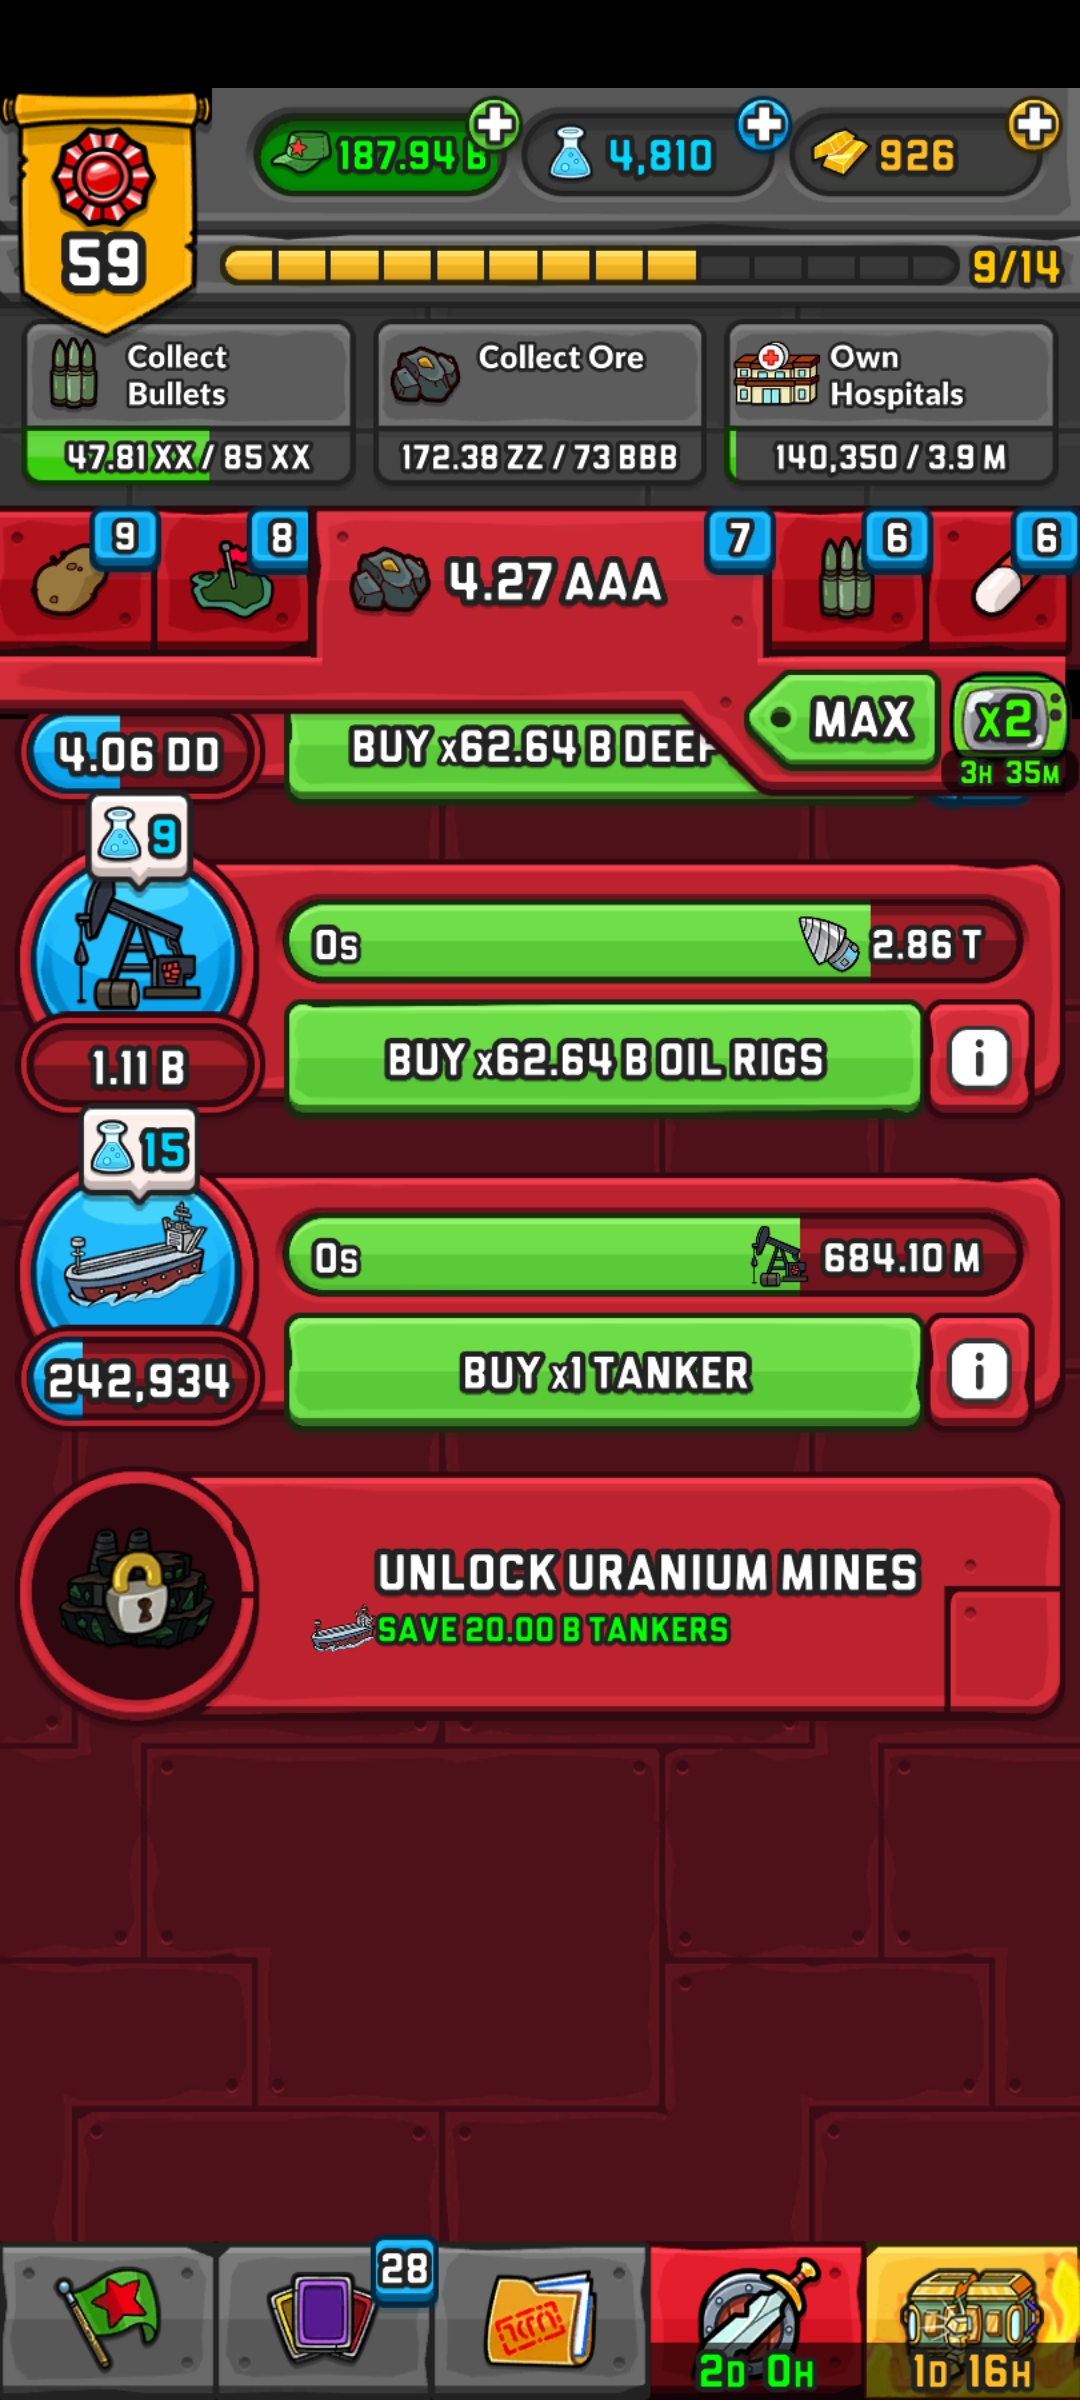 187.94 B
4,810
926
59
9/14
Collect
Bullets
47.81 XX / 85 XX
Collect Ore
172.38 ZZ / 73 BBB
Own
Hospitals
140,350 / 3.9 M
9
8
4.27 AAA
7
6
6
MAX
x2
3H 35M
4.06 DD
BUY x62.64 B DEEP
9
0s
2.86 T
1.11 B
BUY x62.64 B OIL RIGS
i
15
0s
684.10 M
242,934
BUY x1 TANKER
i
UNLOCK URANIUM MINES
SAVE 20.00 B TANKERS
28
2D 0H
1D 16H